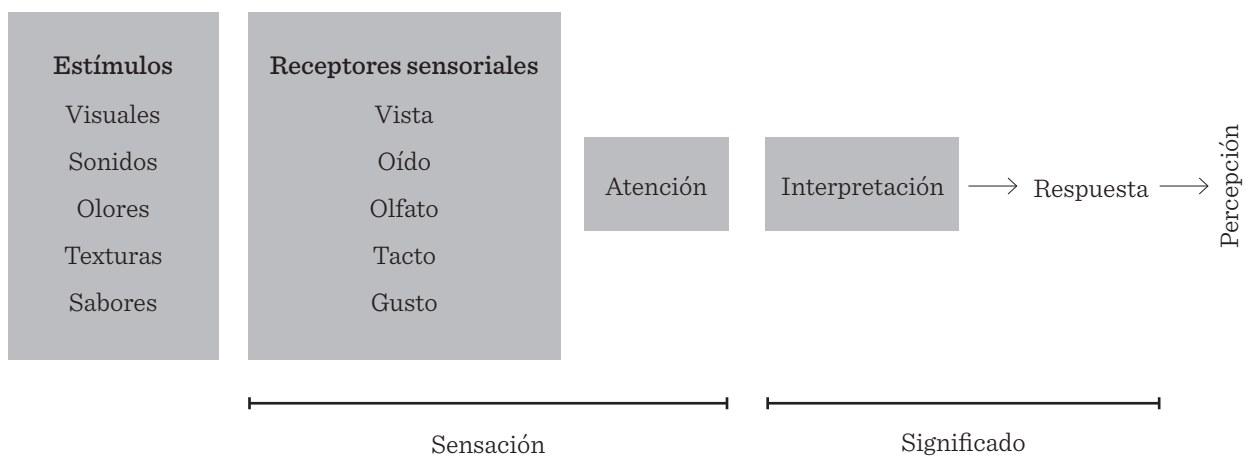 Estímulos
Visuales
Sonidos
Olores
Texturas
Sabores
Receptores sensoriales
Vista
Oído
Olfato
Tacto
Gusto
Atención
Interpretación
Respuesta
Percepción
Sensación
Significado